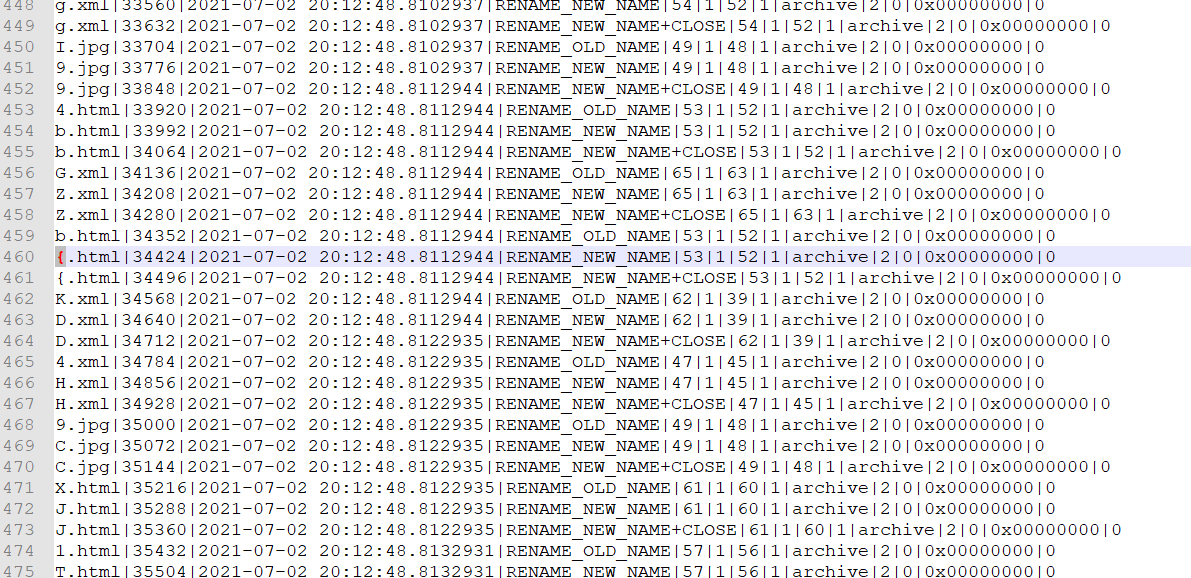 448 g.xml|33560|2021-07-02 20:12:48.8102937|RENAME_NEW_NAME|54|1|52|1|archive|2|0|0x00000000|0
449 g.xml|33632|2021-07-02 20:12:48.8102937|RENAME_NEW_NAME+CLOSE|54|1|52|1|archive|2|0|0x00000000|0
450 I.jpg|33704|2021-07-02 20:12:48.8102937|RENAME_OLD_NAME|49|1|48|1|archive|2|0|0x00000000|0
451 9.jpg|33776|2021-07-02 20:12:48.8102937|RENAME_NEW_NAME|49|1|48|1|archive|2|0|0x00000000|0
452 9.jpg|33848|2021-07-02 20:12:48.8112944|RENAME_NEW_NAME+CLOSE|49|1|48|1|archive|2|0|0x00000000|0
453 4.html|33920|2021-07-02 20:12:48.8112944|RENAME_OLD_NAME|53|1|52|1|archive|2|0|0x00000000|0
454 b.html|33992|2021-07-02 20:12:48.8112944|RENAME_NEW_NAME|53|1|52|1|archive|2|0|0x00000000|0
455 b.html|34064|2021-07-02 20:12:48.8112944|RENAME_NEW_NAME+CLOSE|53|1|52|1|archive|2|0|0x00000000|0
456 G.xml|34136|2021-07-02 20:12:48.8112944|RENAME_OLD_NAME|65|1|63|1|archive|2|0|0x00000000|0
457 Z.xml|34208|2021-07-02 20:12:48.8112944|RENAME_NEW_NAME|65|1|63|1|archive|2|0|0x00000000|0
458 Z.xml|34280|2021-07-02 20:12:48.8112944|RENAME_NEW_NAME+CLOSE|65|1|63|1|archive|2|0|0x00000000|0
459 b.html|34352|2021-07-02 20:12:48.8112944|RENAME_OLD_NAME|53|1|52|1|archive|2|0|0x00000000|0
460 {.html|34424|2021-07-02 20:12:48.8112944|RENAME_NEW_NAME|53|1|52|1|archive|2|0|0x00000000|0
461 {.html|34496|2021-07-02 20:12:48.8112944|RENAME_NEW_NAME+CLOSE|53|1|52|1|archive|2|0|0x00000000|0
462 K.xml|34568|2021-07-02 20:12:48.8112944|RENAME_OLD_NAME|62|1|39|1|archive|2|0|0x00000000|0
463 D.xml|34640|2021-07-02 20:12:48.8112944|RENAME_NEW_NAME|62|1|39|1|archive|2|0|0x00000000|0
464 D.xml|34712|2021-07-02 20:12:48.8122935|RENAME_NEW_NAME+CLOSE|62|1|39|1|archive|2|0|0x00000000|0
465 4.xml|34784|2021-07-02 20:12:48.8122935|RENAME_OLD_NAME|47|1|45|1|archive|2|0|0x00000000|0
466 H.xml|34856|2021-07-02 20:12:48.8122935|RENAME_NEW_NAME|47|1|45|1|archive|2|0|0x00000000|0
467 H.xml|34928|2021-07-02 20:12:48.8122935|RENAME_NEW_NAME+CLOSE|47|1|45|1|archive|2|0|0x00000000|0
468 9.jpg|35000|2021-07-02 20:12:48.8122935|RENAME_OLD_NAME|49|1|48|1|archive|2|0|0x00000000|0
469 C.jpg|35072|2021-07-02 20:12:48.8122935|RENAME_NEW_NAME|49|1|48|1|archive|2|0|0x00000000|0
470 C.jpg|35144|2021-07-02 20:12:48.8122935|RENAME_NEW_NAME+CLOSE|49|1|48|1|archive|2|0|0x00000000|0
471 X.html|35216|2021-07-02 20:12:48.8122935|RENAME_OLD_NAME|61|1|60|1|archive|2|0|0x00000000|0
472 J.html|35288|2021-07-02 20:12:48.8122935|RENAME_NEW_NAME|61|1|60|1|archive|2|0|0x00000000|0
473 J.html|35360|2021-07-02 20:12:48.8122935|RENAME_NEW_NAME+CLOSE|61|1|60|1|archive|2|0|0x00000000|0
474 1.html|35432|2021-07-02 20:12:48.8132931|RENAME_OLD_NAME|57|1|56|1|archive|2|0|0x00000000|0
475 T.html|35504|2021-07-02 20:12:48.8132931|RENAME_NEW_NAME|57|1|56|1|archive|2|0|0x00000000|0